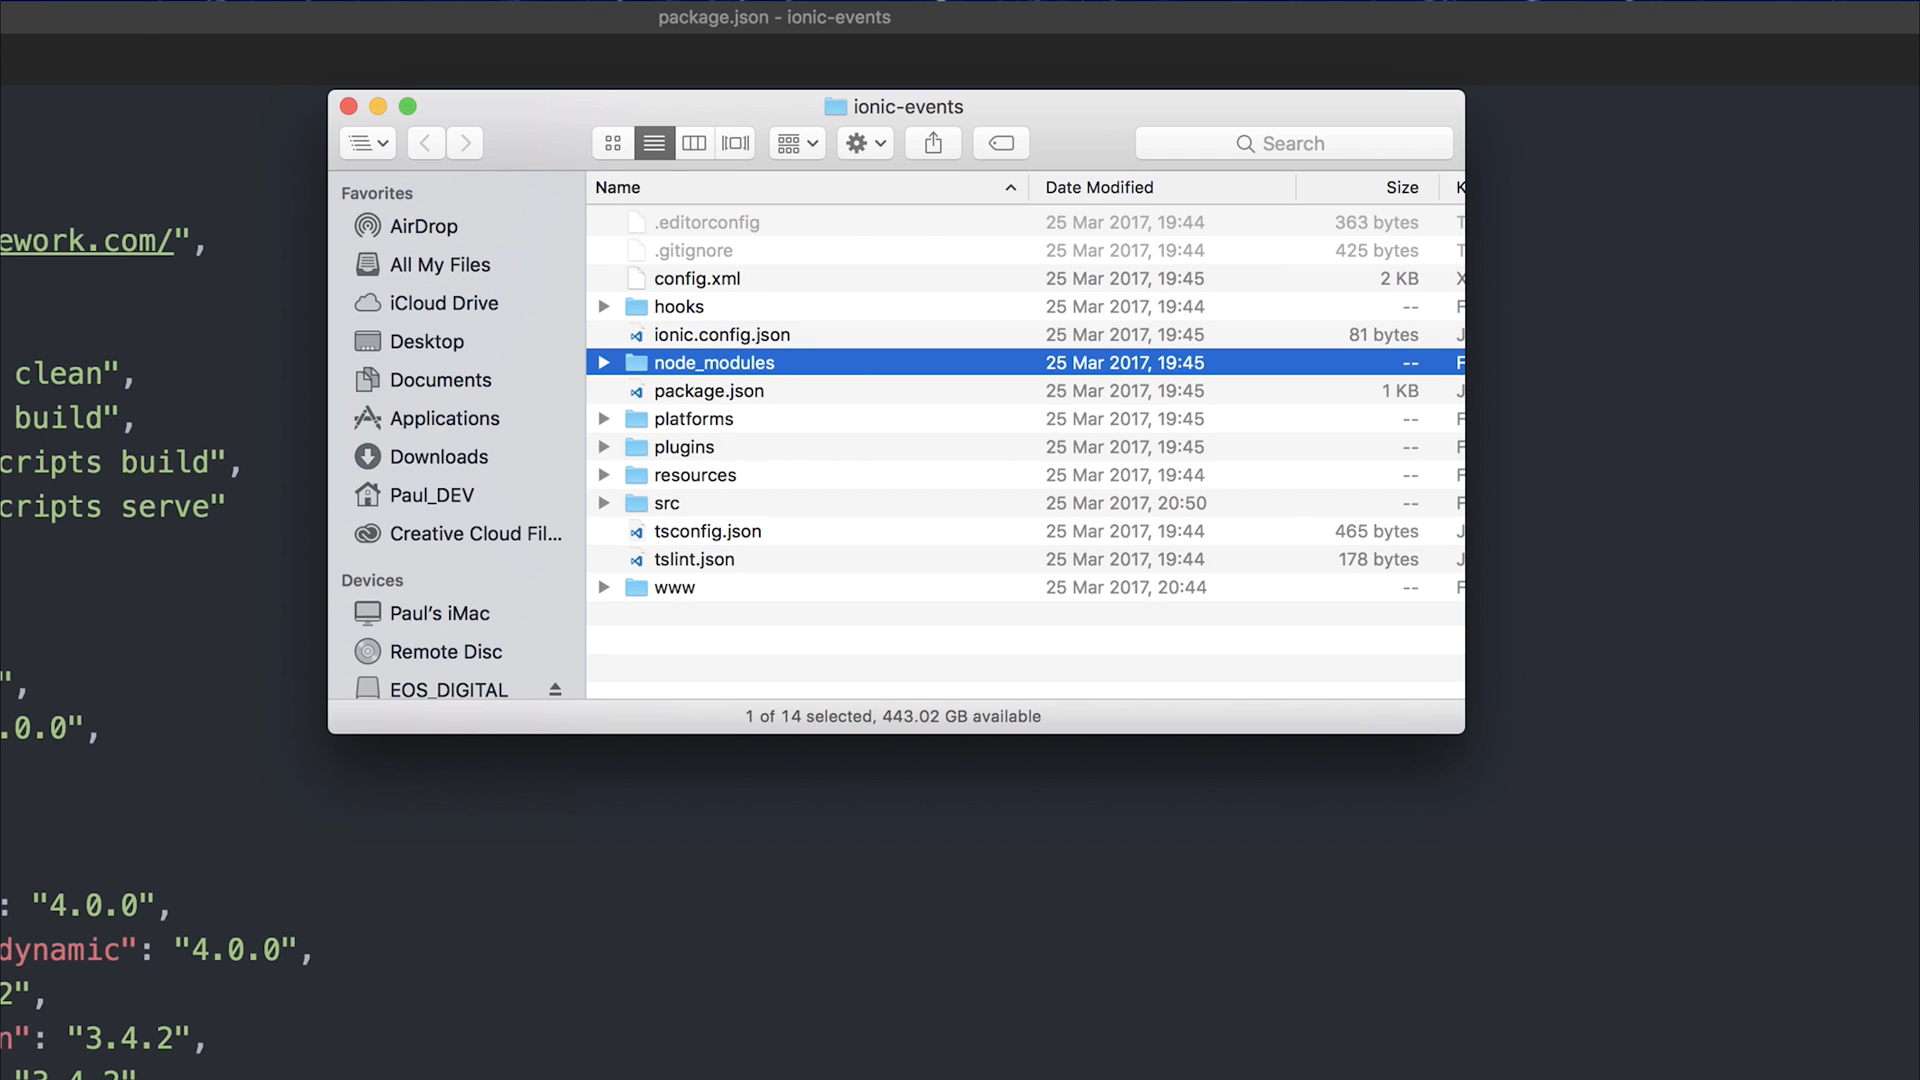 package.json - ionic-events
ionic-events
Search
Favorites
AirDrop
All My Files
iCloud Drive
Desktop
Documents
Applications
Downloads
Paul_DEV
Creative Cloud Fil...
Devices
Paul's iMac
Remote Disc
EOS_DIGITAL
Name Date Modified Size K
.editorconfig 25 Mar 2017, 19:44 363 bytes T
.gitignore 25 Mar 2017, 19:44 425 bytes T
config.xml 25 Mar 2017, 19:45 2 KB X
hooks 25 Mar 2017, 19:44 -- F
ionic.config.json 25 Mar 2017, 19:45 81 bytes J
node_modules 25 Mar 2017, 19:45 -- F
package.json 25 Mar 2017, 19:45 1 KB J
platforms 25 Mar 2017, 19:45 -- F
plugins 25 Mar 2017, 19:45 -- F
resources 25 Mar 2017, 19:44 -- F
src 25 Mar 2017, 20:50 -- F
tsconfig.json 25 Mar 2017, 19:44 465 bytes J
tslint.json 25 Mar 2017, 19:44 178 bytes J
www 25 Mar 2017, 20:44 -- F
1 of 14 selected, 443.02 GB available
ework.com/",
clean",
build",
cripts build",
cripts serve"
",
.0.0",
: "4.0.0",
dynamic": "4.0.0",
2",
n": "3.4.2",
"3.4.2"